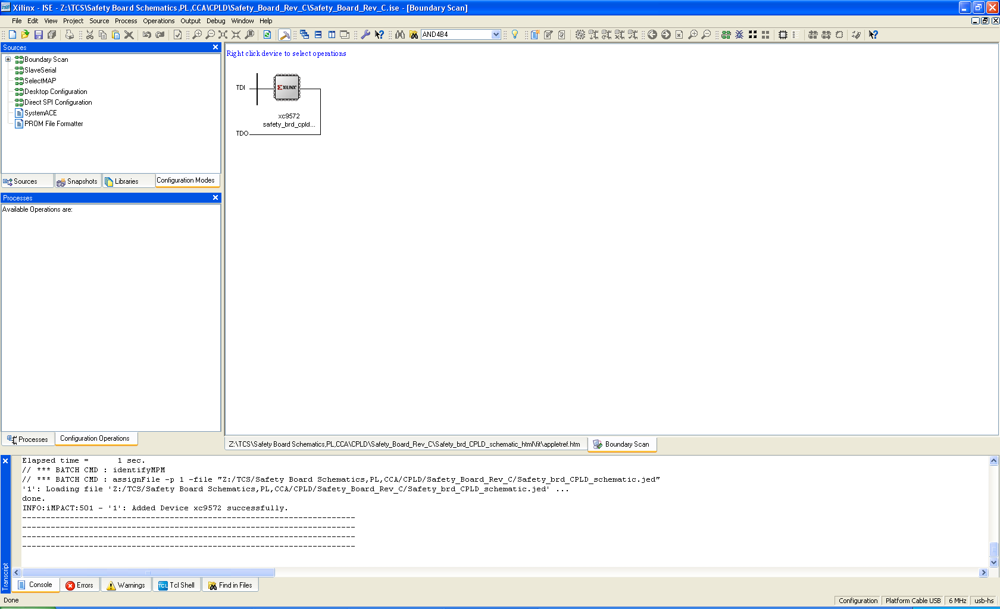 Xilinx - ISE - Z:\TCS\Safety Board Schematics,PL,CCA\CPLD\Safety_Board_Rev_C\Safety_Board_Rev_C.ise - [Boundary Scan]
File Edit View Project Source Process Operations Output Debug Window Help
AND4B4
Sources
Boundary Scan
SlaveSerial
SelectMAP
Desktop Configuration
Direct SPI Configuration
SystemACE
PROM File Formatter
Sources Snapshots Libraries Configuration Modes
Processes
Available Operations are:
Processes Configuration Operations
Right click device to select operations
TDI
XILINX
xc9572
safety_brd_cpld...
TDO
Z:\TCS\Safety Board Schematics,PL,CCA\CPLD\Safety_Board_Rev_C\Safety_brd_CPLD_schematic_html\fit\appletref.htm Boundary Scan
Elapsed time = 1 sec.
// *** BATCH CMD : identifyMPM
// *** BATCH CMD : assignFile -p 1 -file "Z:/TCS/Safety Board Schematics,PL,CCA/CPLD/Safety_Board_Rev_C/Safety_brd_CPLD_schematic.jed"
'1': Loading file 'Z:/TCS/Safety Board Schematics,PL,CCA/CPLD/Safety_Board_Rev_C/Safety_brd_CPLD_schematic.jed' ...
done.
INFO:iMPACT:501 - '1': Added Device xc9572 successfully.
----------------------------------------------------------------------
----------------------------------------------------------------------
----------------------------------------------------------------------
----------------------------------------------------------------------
Transcript
Console Errors Warnings TCL Tcl Shell Find in Files
Done
Configuration Platform Cable USB 6 MHz usb-hs